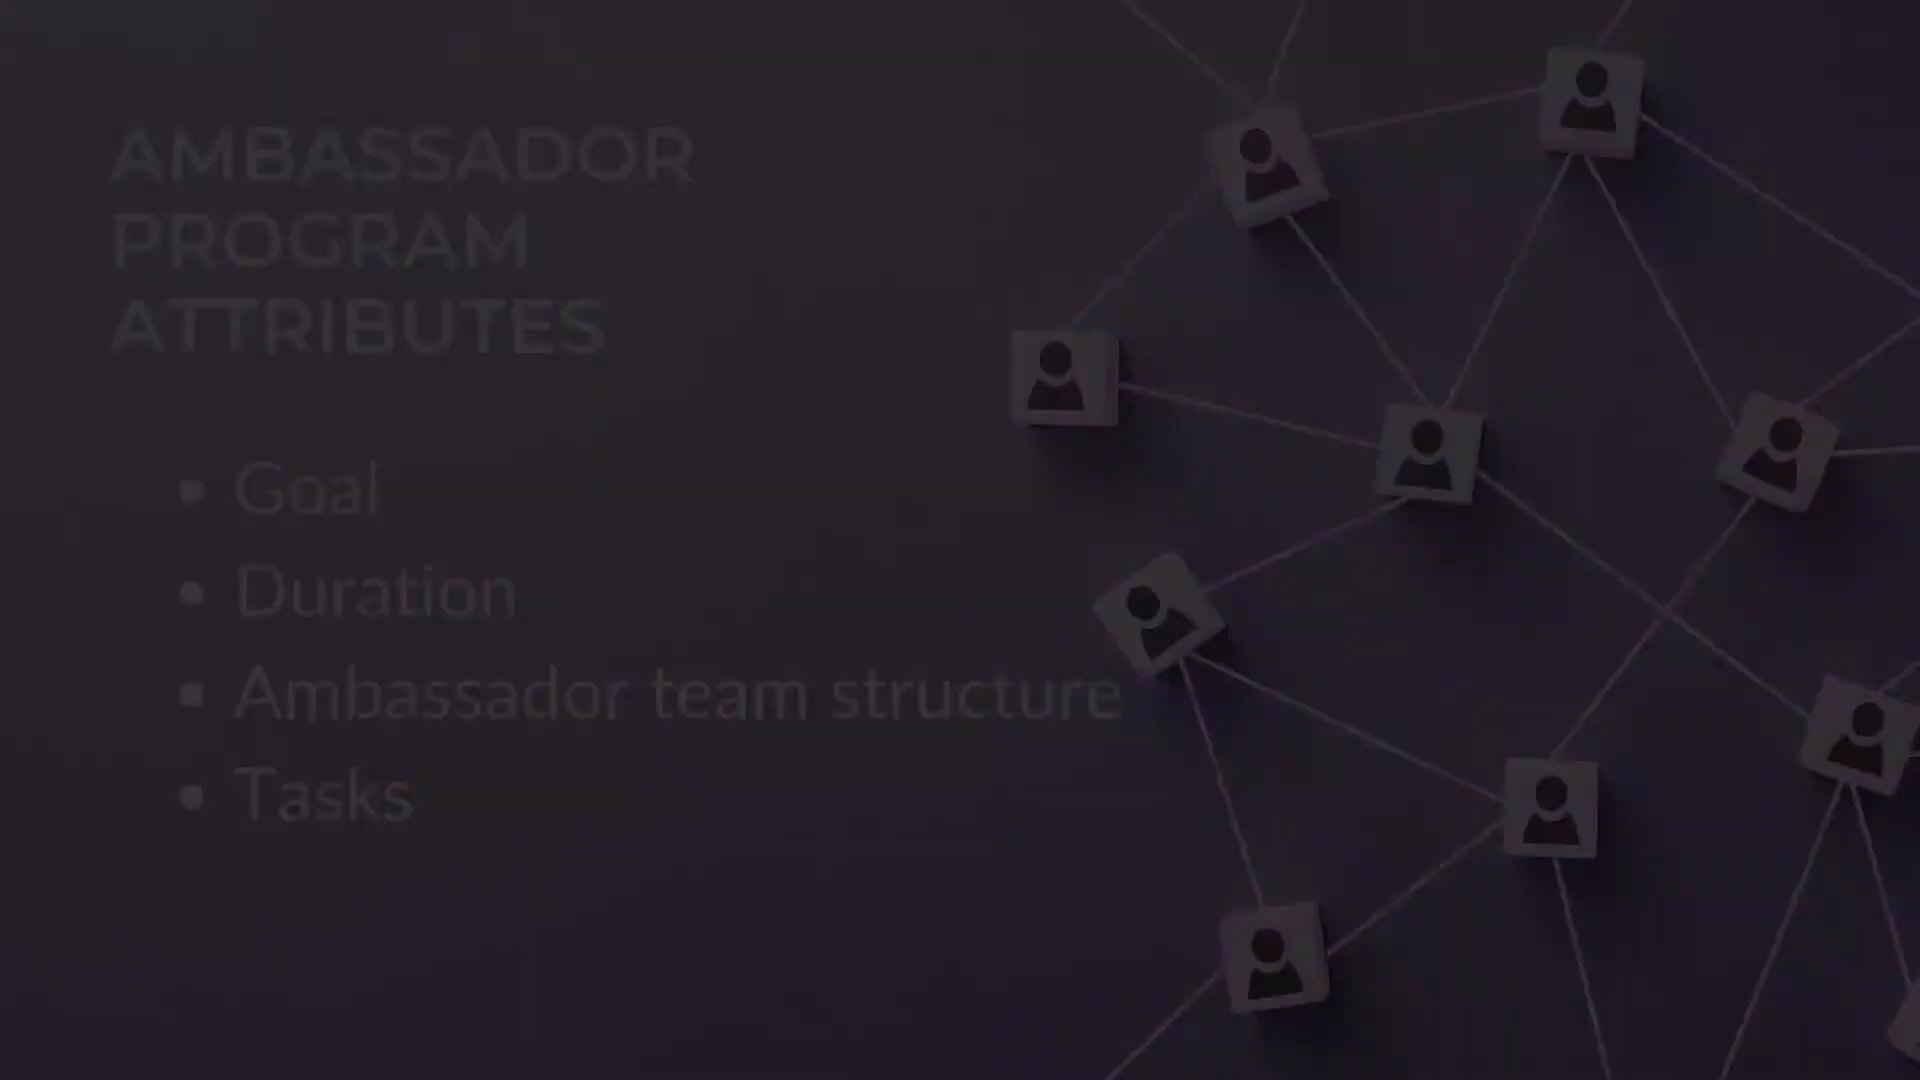 AMBASSADOR
PROGRAM
ATTRIBUTES
• Goal
• Duration
• Ambassador team structure
• Tasks